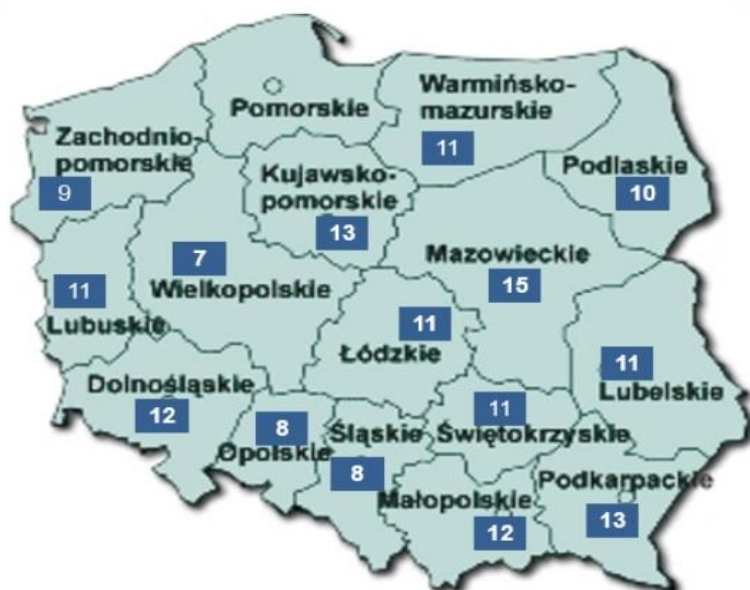 Pomorskie
Warmińsko-
mazurskie
11
Zachodnio-
pomorskie
9
Kujawsko-
pomorskie
13
Podlaskie
10
Mazowieckie
15
7
Wielkopolskie
11
Lubuskie
11
Łódzkie
11
Lubelskie
Dolnośląskie
12
8
Opolskie
Śląskie
8
11
Świętokrzyskie
Małopolskie
12
Podkarpackie
13